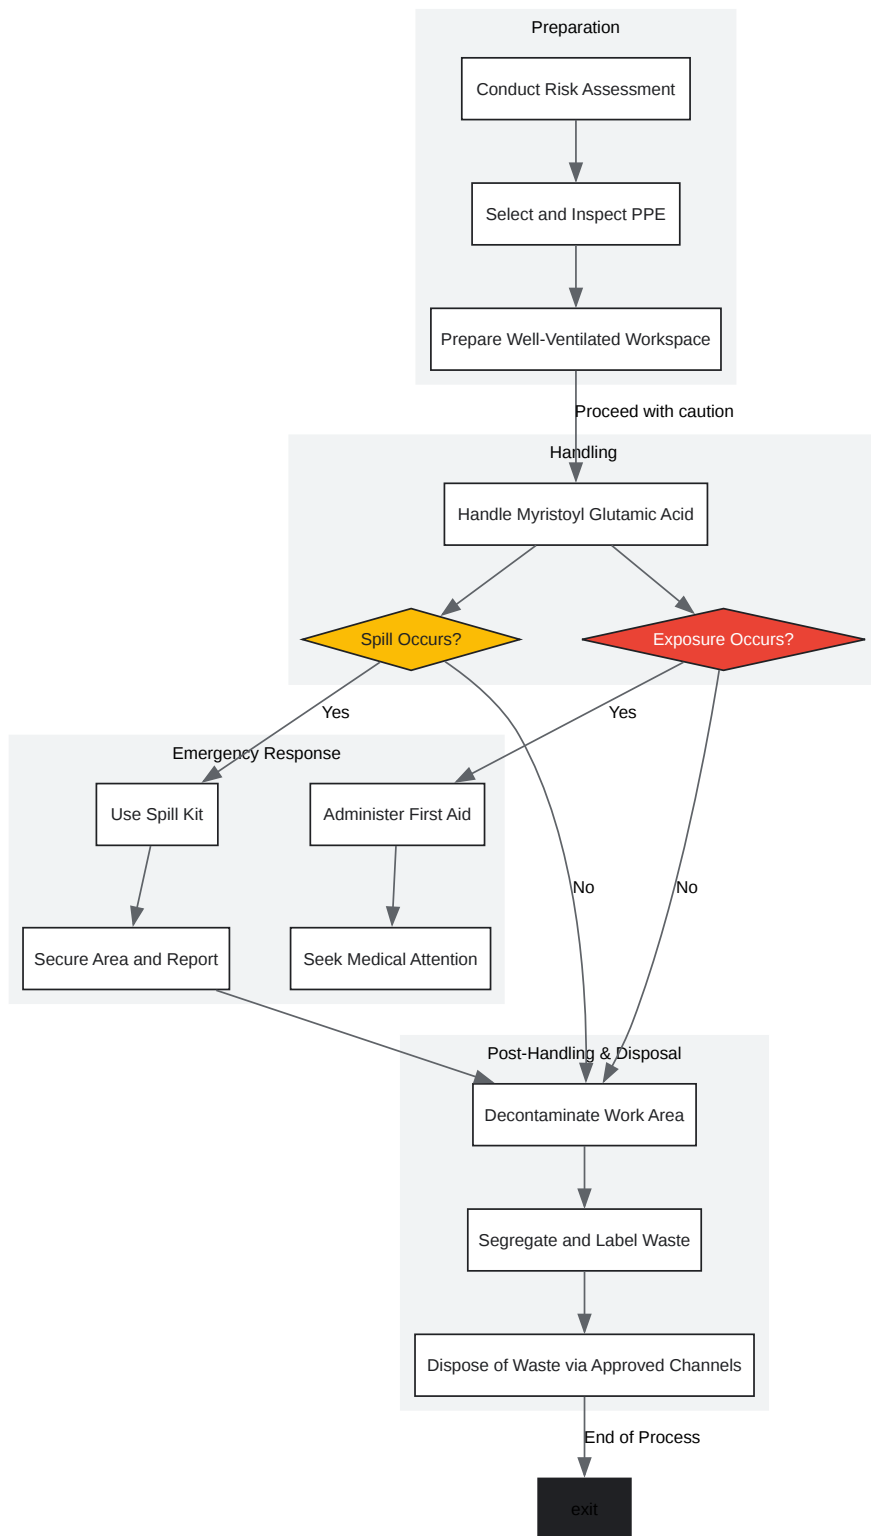 Preparation
Conduct Risk Assessment
Select and Inspect PPE
Prepare Well-Ventilated Workspace
Proceed with caution
Handling
Handle Myristoyl Glutamic Acid
Spill Occurs?
Exposure Occurs?
Yes
Yes
Emergency Response
Use Spill Kit
Administer First Aid
No
No
Secure Area and Report
Seek Medical Attention
Post-Handling & Disposal
Decontaminate Work Area
Segregate and Label Waste
Dispose of Waste via Approved Channels
End of Process
exit